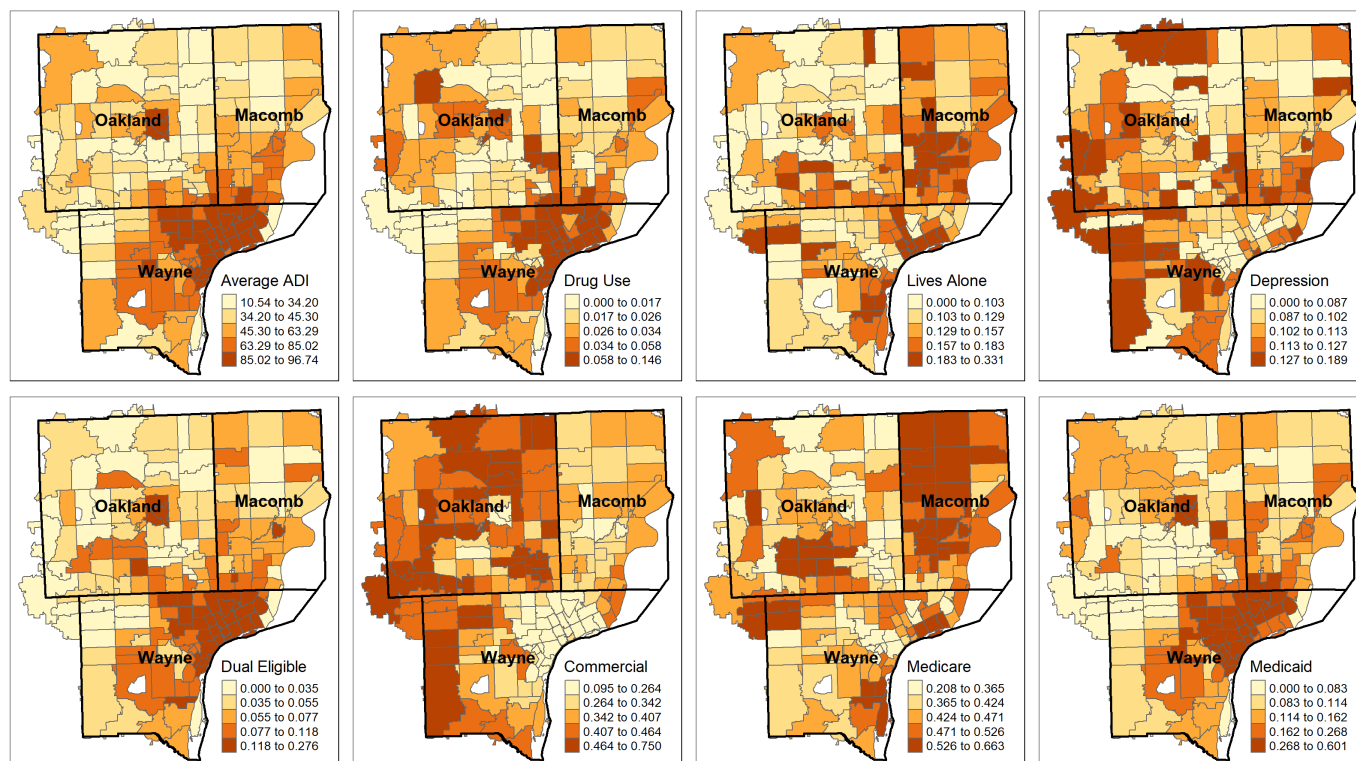 Oakland
Macomb
Wayne
Average ADI
10.54 to 34.20
34.20 to 45.30
45.30 to 63.29
63.29 to 85.02
85.02 to 96.74
Oakland
Macomb
Wayne
Drug Use
0.000 to 0.017
0.017 to 0.026
0.026 to 0.034
0.034 to 0.058
0.058 to 0.146
Oakland
Macomb
Wayne
Lives Alone
0.000 to 0.103
0.103 to 0.129
0.129 to 0.157
0.157 to 0.183
0.183 to 0.331
Oakland
Macomb
Wayne
Depression
0.000 to 0.087
0.087 to 0.102
0.102 to 0.113
0.113 to 0.127
0.127 to 0.189
Oakland
Macomb
Wayne
Dual Eligible
0.000 to 0.035
0.035 to 0.055
0.055 to 0.077
0.077 to 0.118
0.118 to 0.276
Oakland
Macomb
Wayne
Commercial
0.095 to 0.264
0.264 to 0.342
0.342 to 0.407
0.407 to 0.464
0.464 to 0.750
Oakland
Macomb
Wayne
Medicare
0.208 to 0.365
0.365 to 0.424
0.424 to 0.471
0.471 to 0.526
0.526 to 0.663
Oakland
Macomb
Wayne
Medicaid
0.000 to 0.083
0.083 to 0.114
0.114 to 0.162
0.162 to 0.268
0.268 to 0.601